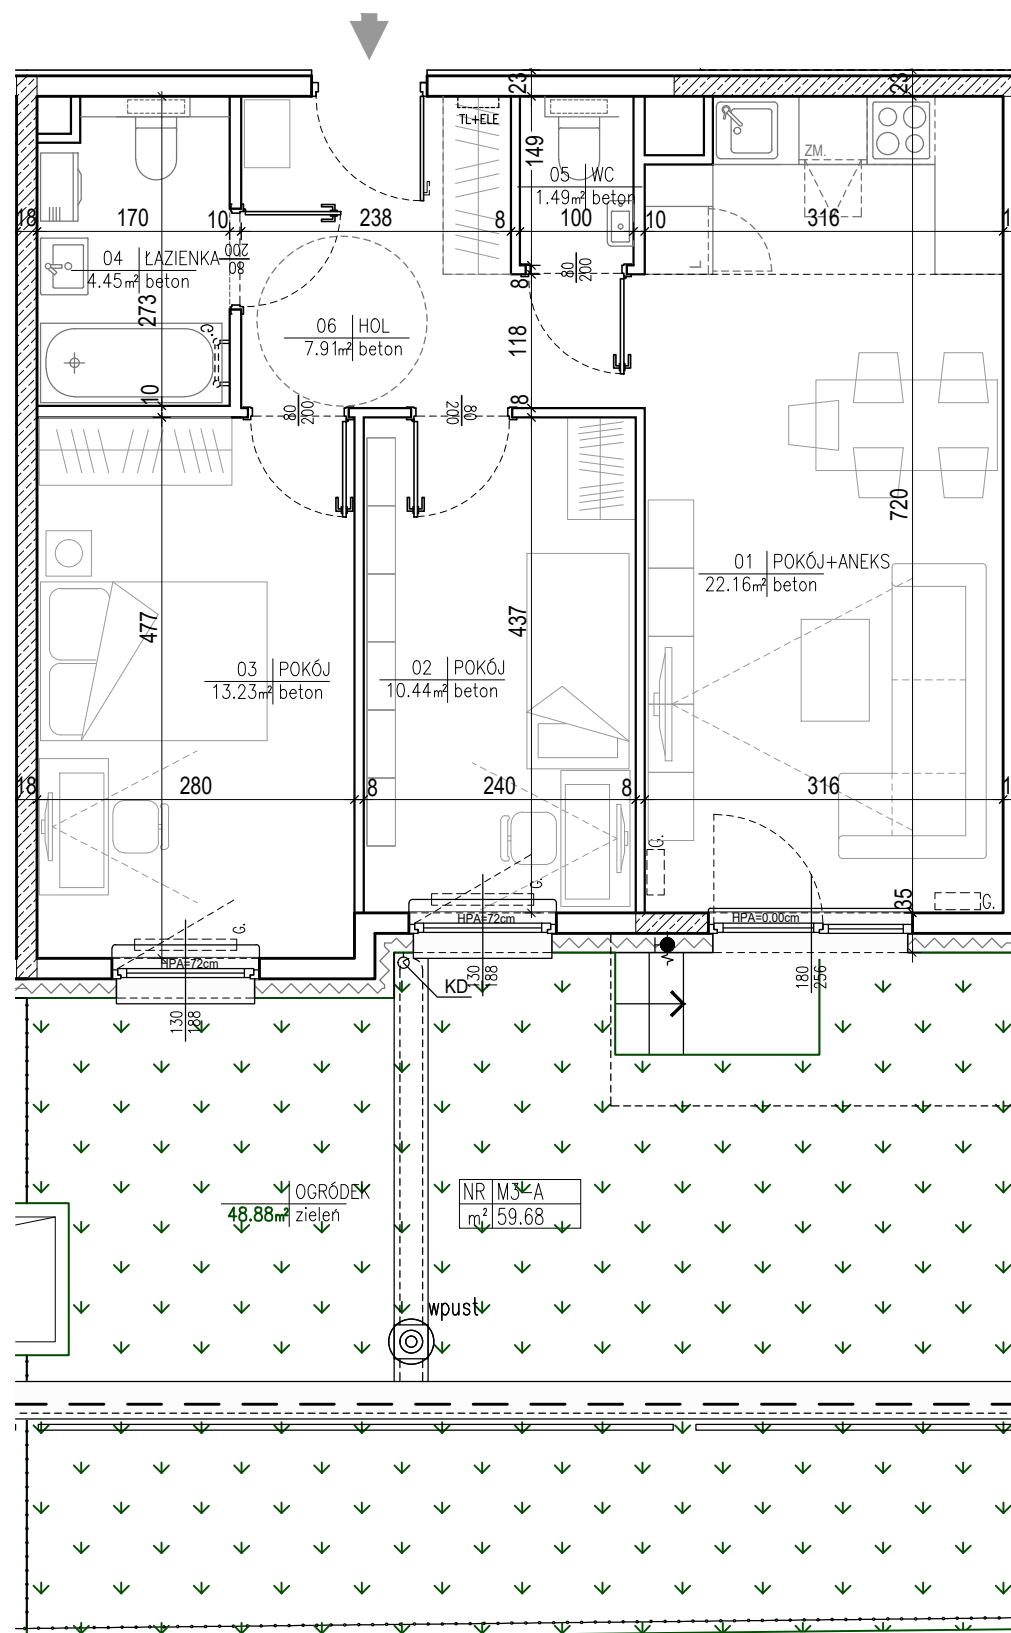 23
23
TL+ELE
149
05 WC
1.49m² beton
ZM.
18
170
10
238
8
100
10
316
1
04 ŁAZIENKA
4.45m² beton
80
200
80
200
8
273
G.
06 HOL
7.91m² beton
118
10
8
80
200
80
200
720
01 POKÓJ+ANEKS
22.16m² beton
477
437
03 POKÓJ
13.23m² beton
02 POKÓJ
10.44m² beton
18
280
8
240
8
316
1
G.
G.
35
G.
HPA=72cm
HPA=0.00cm
G.
HPA=72cm
KD
130
188
180
256
130
188
OGRÓDEK
48.88m² zieleń
NR M3-A
m² 59.68
wpust